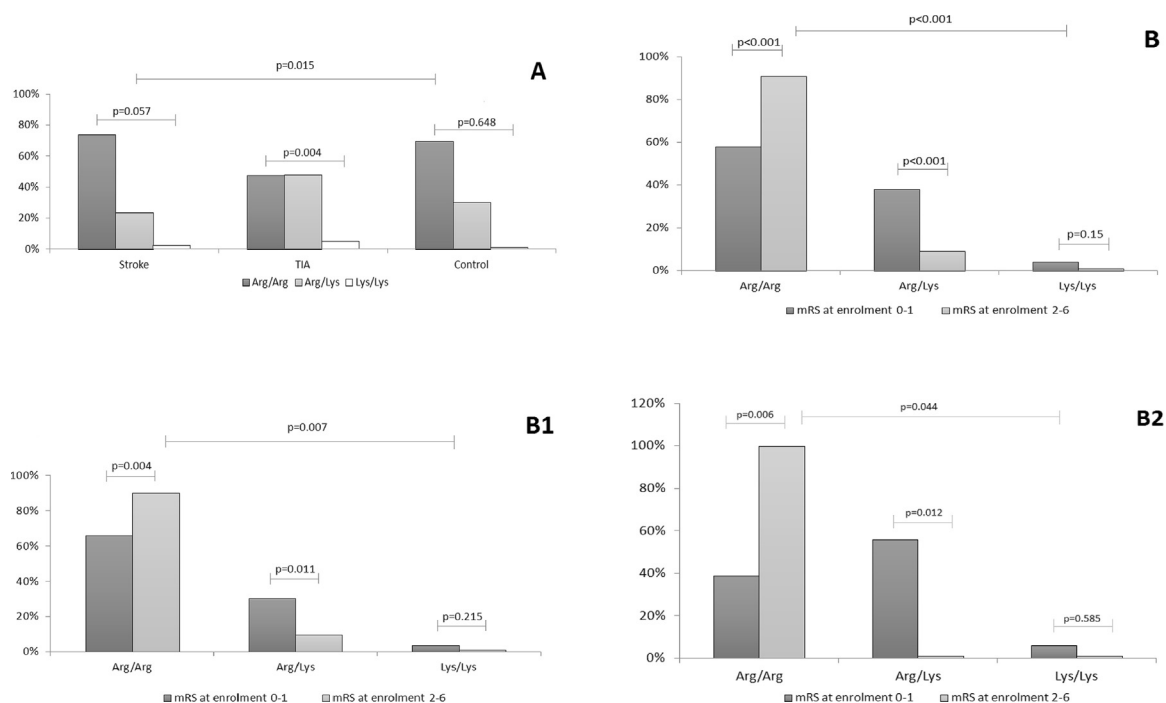 A
p=0.015
100%
80%
60%
40%
20%
0%
p=0.057
p=0.004
p=0.648
Stroke
TIA
Control
Arg/Arg Arg/Lys Lys/Lys
B
p<0.001
100%
80%
60%
40%
20%
0%
p<0.001
p<0.001
p=0.15
Arg/Arg
Arg/Lys
Lys/Lys
mRS at enrolment 0-1 mRS at enrolment 2-6
B1
p=0.007
100%
80%
60%
40%
20%
0%
p=0.004
p=0.011
p=0.215
Arg/Arg
Arg/Lys
Lys/Lys
mRS at enrolment 0-1 mRS at enrolment 2-6
B2
120%
100%
80%
60%
40%
20%
0%
p=0.006
p=0.044
p=0.012
p=0.585
Arg/Arg
Arg/Lys
Lys/Lys
mRS at enrolment 0-1 mRS at enrolment 2-6